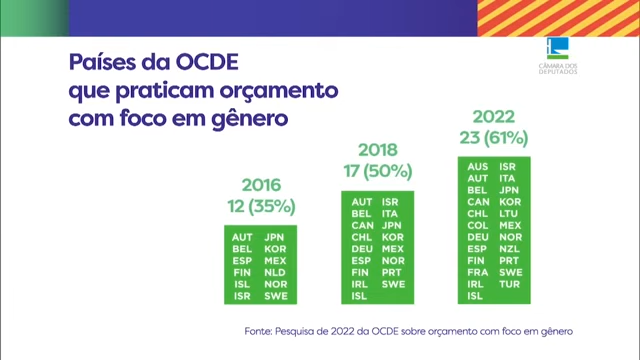 Países da OCDE
que praticam orçamento
com foco em gênero
CÂMARA DOS
DEPUTADOS
2016
12 (35%)
AUT JPN
BEL KOR
ESP MEX
FIN NLD
ISL NOR
ISR SWE
2018
17 (50%)
AUT ISR
BEL ITA
CAN JPN
CHL KOR
DEU MEX
ESP NOR
FIN PRT
IRL SWE
ISL
2022
23 (61%)
AUS ISR
AUT ITA
BEL JPN
CAN KOR
CHL LTU
COL MEX
DEU NOR
ESP NZL
FIN PRT
FRA SWE
IRL TUR
ISL
Fonte: Pesquisa de 2022 da OCDE sobre orçamento com foco em gênero